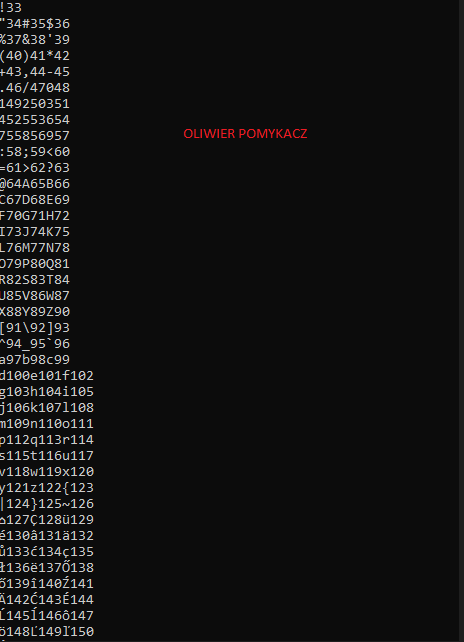 !33
"34#35$36
%37&38'39
(40)41*42
+43,44-45
.46/47048
149250351
452553654
755856957
OLIWIER POMYKACZ
:58;59<60
=61>62?63
@64A65B66
C67D68E69
F70G71H72
I73J74K75
L76M77N78
O79P80Q81
R82S83T84
U85V86W87
X88Y89Z90
[91\92]93
^94_95`96
a97b98c99
d100e101f102
g103h104i105
j106k107l108
m109n110o111
p112q113r114
s115t116u117
v118w119x120
y121z122{123
|124}125~126
⌂127Ç128ü129
é130â131ä132
ů133ć134ç135
ł136ë137Ő138
ő139î140Ź141
Ä142Ć143É144
Ĺ145ĺ146ô147
ö148Ľ149ľ150